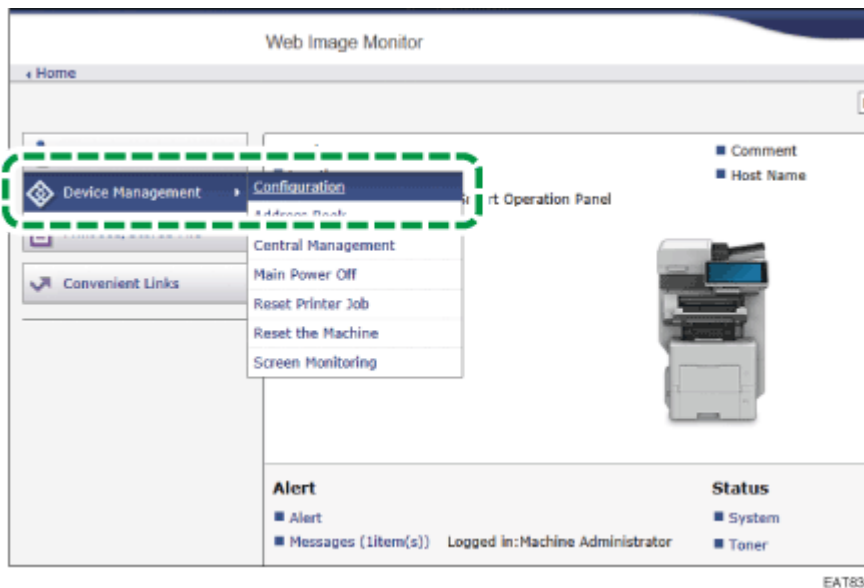 Web Image Monitor
Home
Comment
Host Name
Device Management
Configuration
Operation Panel
Address Book
Central Management
Convenient Links
Main Power Off
Reset Printer Job
Reset the Machine
Screen Monitoring
Alert
Status
Alert
System
Messages (1item(s)) Logged in:Machine Administrator
Toner
EAT83